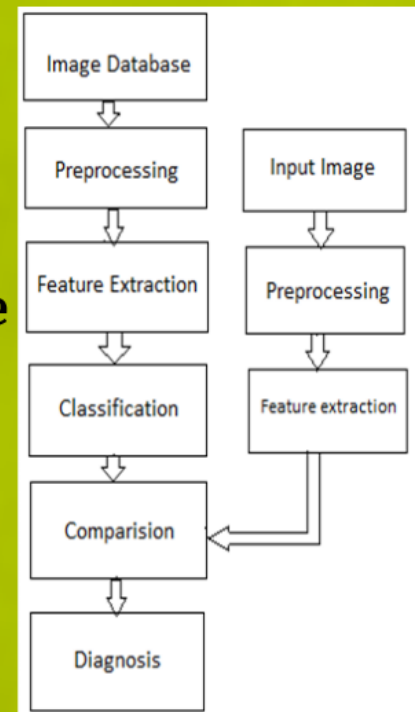 Image Database
Preprocessing
Feature Extraction
Classification
Comparision
Diagnosis
Input Image
Preprocessing
Feature extraction
e